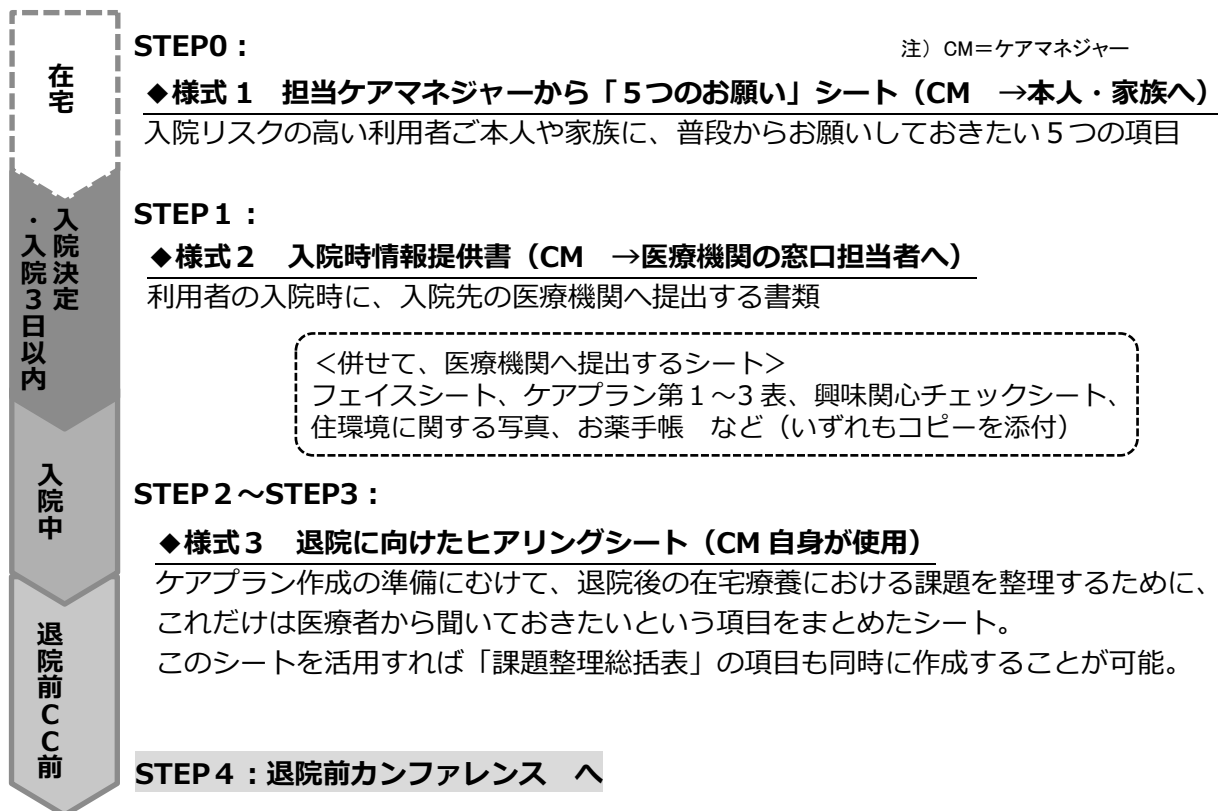 在宅
STEP0：
注）CM＝ケアマネジャー
◆様式１　担当ケアマネジャーから「５つのお願い」シート（CM　→本人・家族へ）
入院リスクの高い利用者ご本人や家族に、普段からお願いしておきたい５つの項目
入院決定
・入院３日以内
STEP１：
◆様式２　入院時情報提供書（CM　→医療機関の窓口担当者へ）
利用者の入院時に、入院先の医療機関へ提出する書類
＜併せて、医療機関へ提出するシート＞
フェイスシート、ケアプラン第１～３表、興味関心チェックシート、
住環境に関する写真、お薬手帳　など（いずれもコピーを添付）
入院中
STEP２～STEP3：
◆様式３　退院に向けたヒアリングシート（CM 自身が使用）
ケアプラン作成の準備にむけて、退院後の在宅療養における課題を整理するために、
これだけは医療者から聞いておきたいという項目をまとめたシート。
このシートを活用すれば「課題整理総括表」の項目も同時に作成することが可能。
退院前ＣＣ前
STEP４：退院前カンファレンス　へ